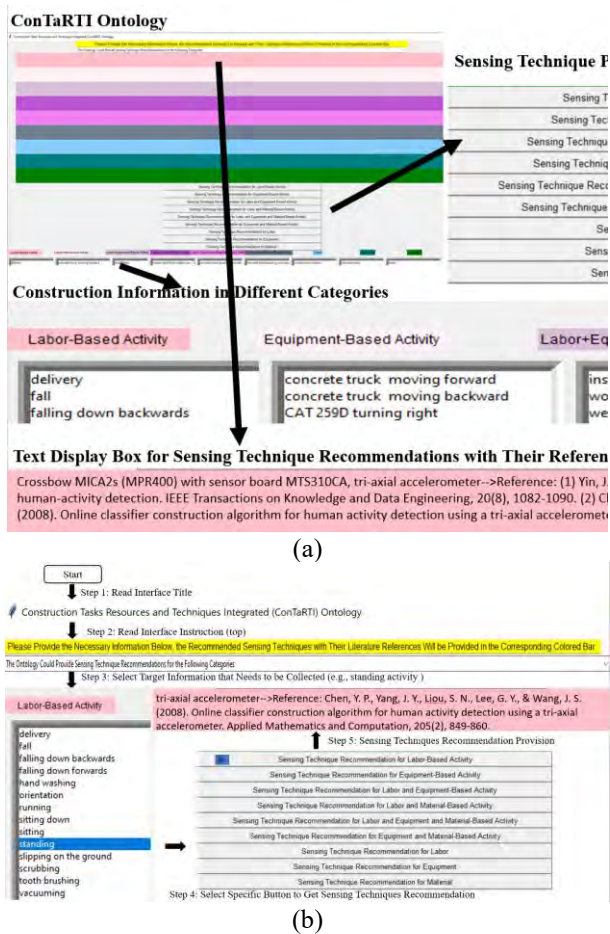 ConTaRTI Ontology
Sensing Technique P
Sensing T
Sensing Tec
Sensing Techniqu
Sensing Techniq
Sensing Technique Reco
Sensing Technique
Se
Sens
Sen
Construction Information in Different Categories
Labor-Based Activity
Equipment-Based Activity
Labor+Eq
delivery
fall
falling down backwards
concrete truck moving forward
concrete truck moving backward
CAT 259D turning right
ins
wo
we
Text Display Box for Sensing Technique Recommendations with Their Referen
Crossbow MICA2s (MPR400) with sensor board MTS310CA, tri-axial accelerometer-->Reference: (1) Yin, J.
human-activity detection. IEEE Transactions on Knowledge and Data Engineering, 20(8), 1082-1090. (2) Cl
(2008). Online classifier construction algorithm for human activity detection using a tri-axial acceleromete
(a)
Start
Step 1: Read Interface Title
Construction Tasks Resources and Techniques Integrated (ConTaRTI) Ontology
Step 2: Read Interface Instruction (top)
Please Provide the Necessary Information Below, the Recommended Sensing Techniques with Their Literature References Will be Provided in the Corresponding Colored Bar.
The Ontology Could Provide Sensing Technique Recommendations for the Following Categories
Step 3: Select Target Information that Needs to be Collected (e.g., standing activity )
Labor-Based Activity
tri-axial accelerometer-->Reference: Chen, Y. P., Yang, J. Y., Liou, S. N., Lee, G. Y., & Wang, J. S.
(2008). Online classifier construction algorithm for human activity detection using a tri-axial
accelerometer. Applied Mathematics and Computation, 205(2), 849-860.
Step 5: Sensing Techniques Recommendation Provision
delivery
fall
falling down backwards
falling down forwards
hand washing
orientation
running
sitting down
sitting
standing
slipping on the ground
scrubbing
tooth brushing
vacuuming
Sensing Technique Recommendation for Labor-Based Activity
Sensing Technique Recommendation for Equipment-Based Activity
Sensing Technique Recommendation for Labor and Equipment-Based Activity
Sensing Technique Recommendation for Labor and Material-Based Activity
Sensing Technique Recommendation for Labor and Equipment and Material-Based Activity
Sensing Technique Recommendation for Equipment and Material-Based Activity
Sensing Technique Recommendation for Labor
Sensing Technique Recommendation for Equipment
Sensing Technique Recommendation for Material
Step 4: Select Specific Button to Get Sensing Techniques Recommendation
(b)